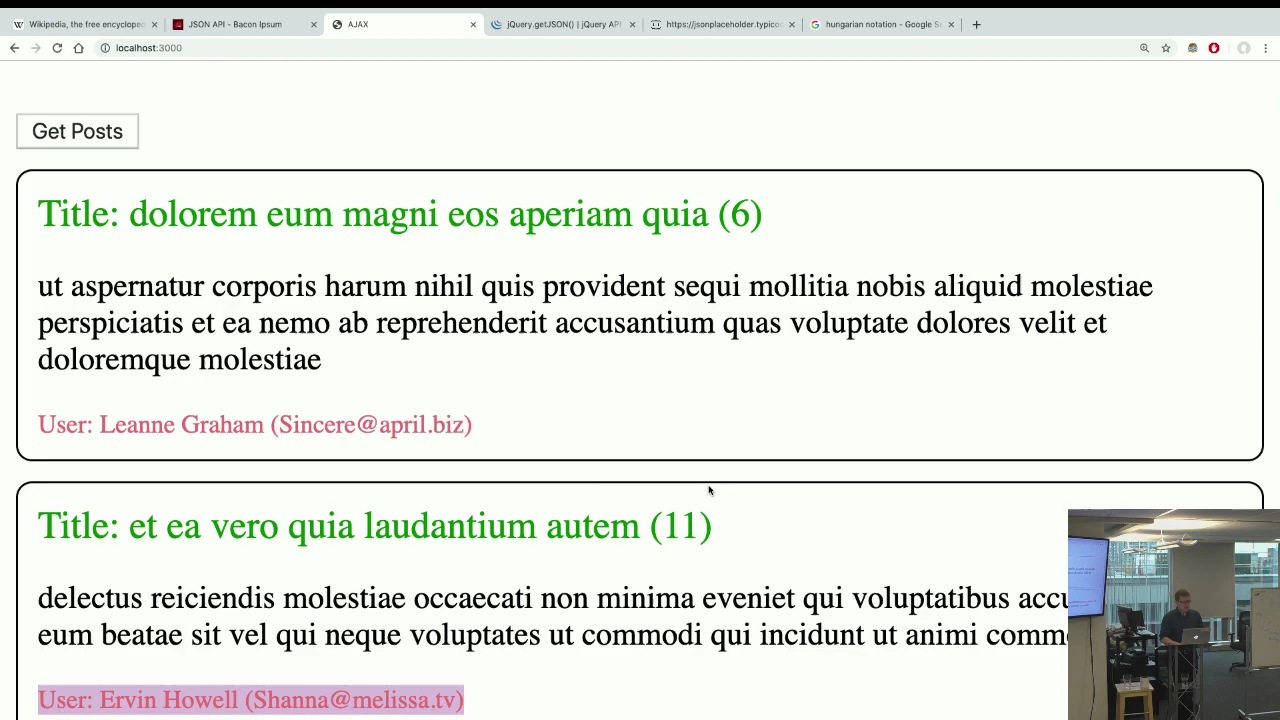 Wikipedia, the free encycloped
JSON API - Bacon Ipsum
AJAX
jQuery.getJSON() | jQuery API
https://jsonplaceholder.typico
hungarian notation - Google S
localhost:3000
Get Posts
Title: dolorem eum magni eos aperiam quia (6)
ut aspernatur corporis harum nihil quis provident sequi mollitia nobis aliquid molestiae
perspiciatis et ea nemo ab reprehenderit accusantium quas voluptate dolores velit et
doloremque molestiae
User: Leanne Graham (Sincere@april.biz)
Title: et ea vero quia laudantium autem (11)
delectus reiciendis molestiae occaecati non minima eveniet qui voluptatibus accu
eum beatae sit vel qui neque voluptates ut commodi qui incidunt ut animi comm
User: Ervin Howell (Shanna@melissa.tv)